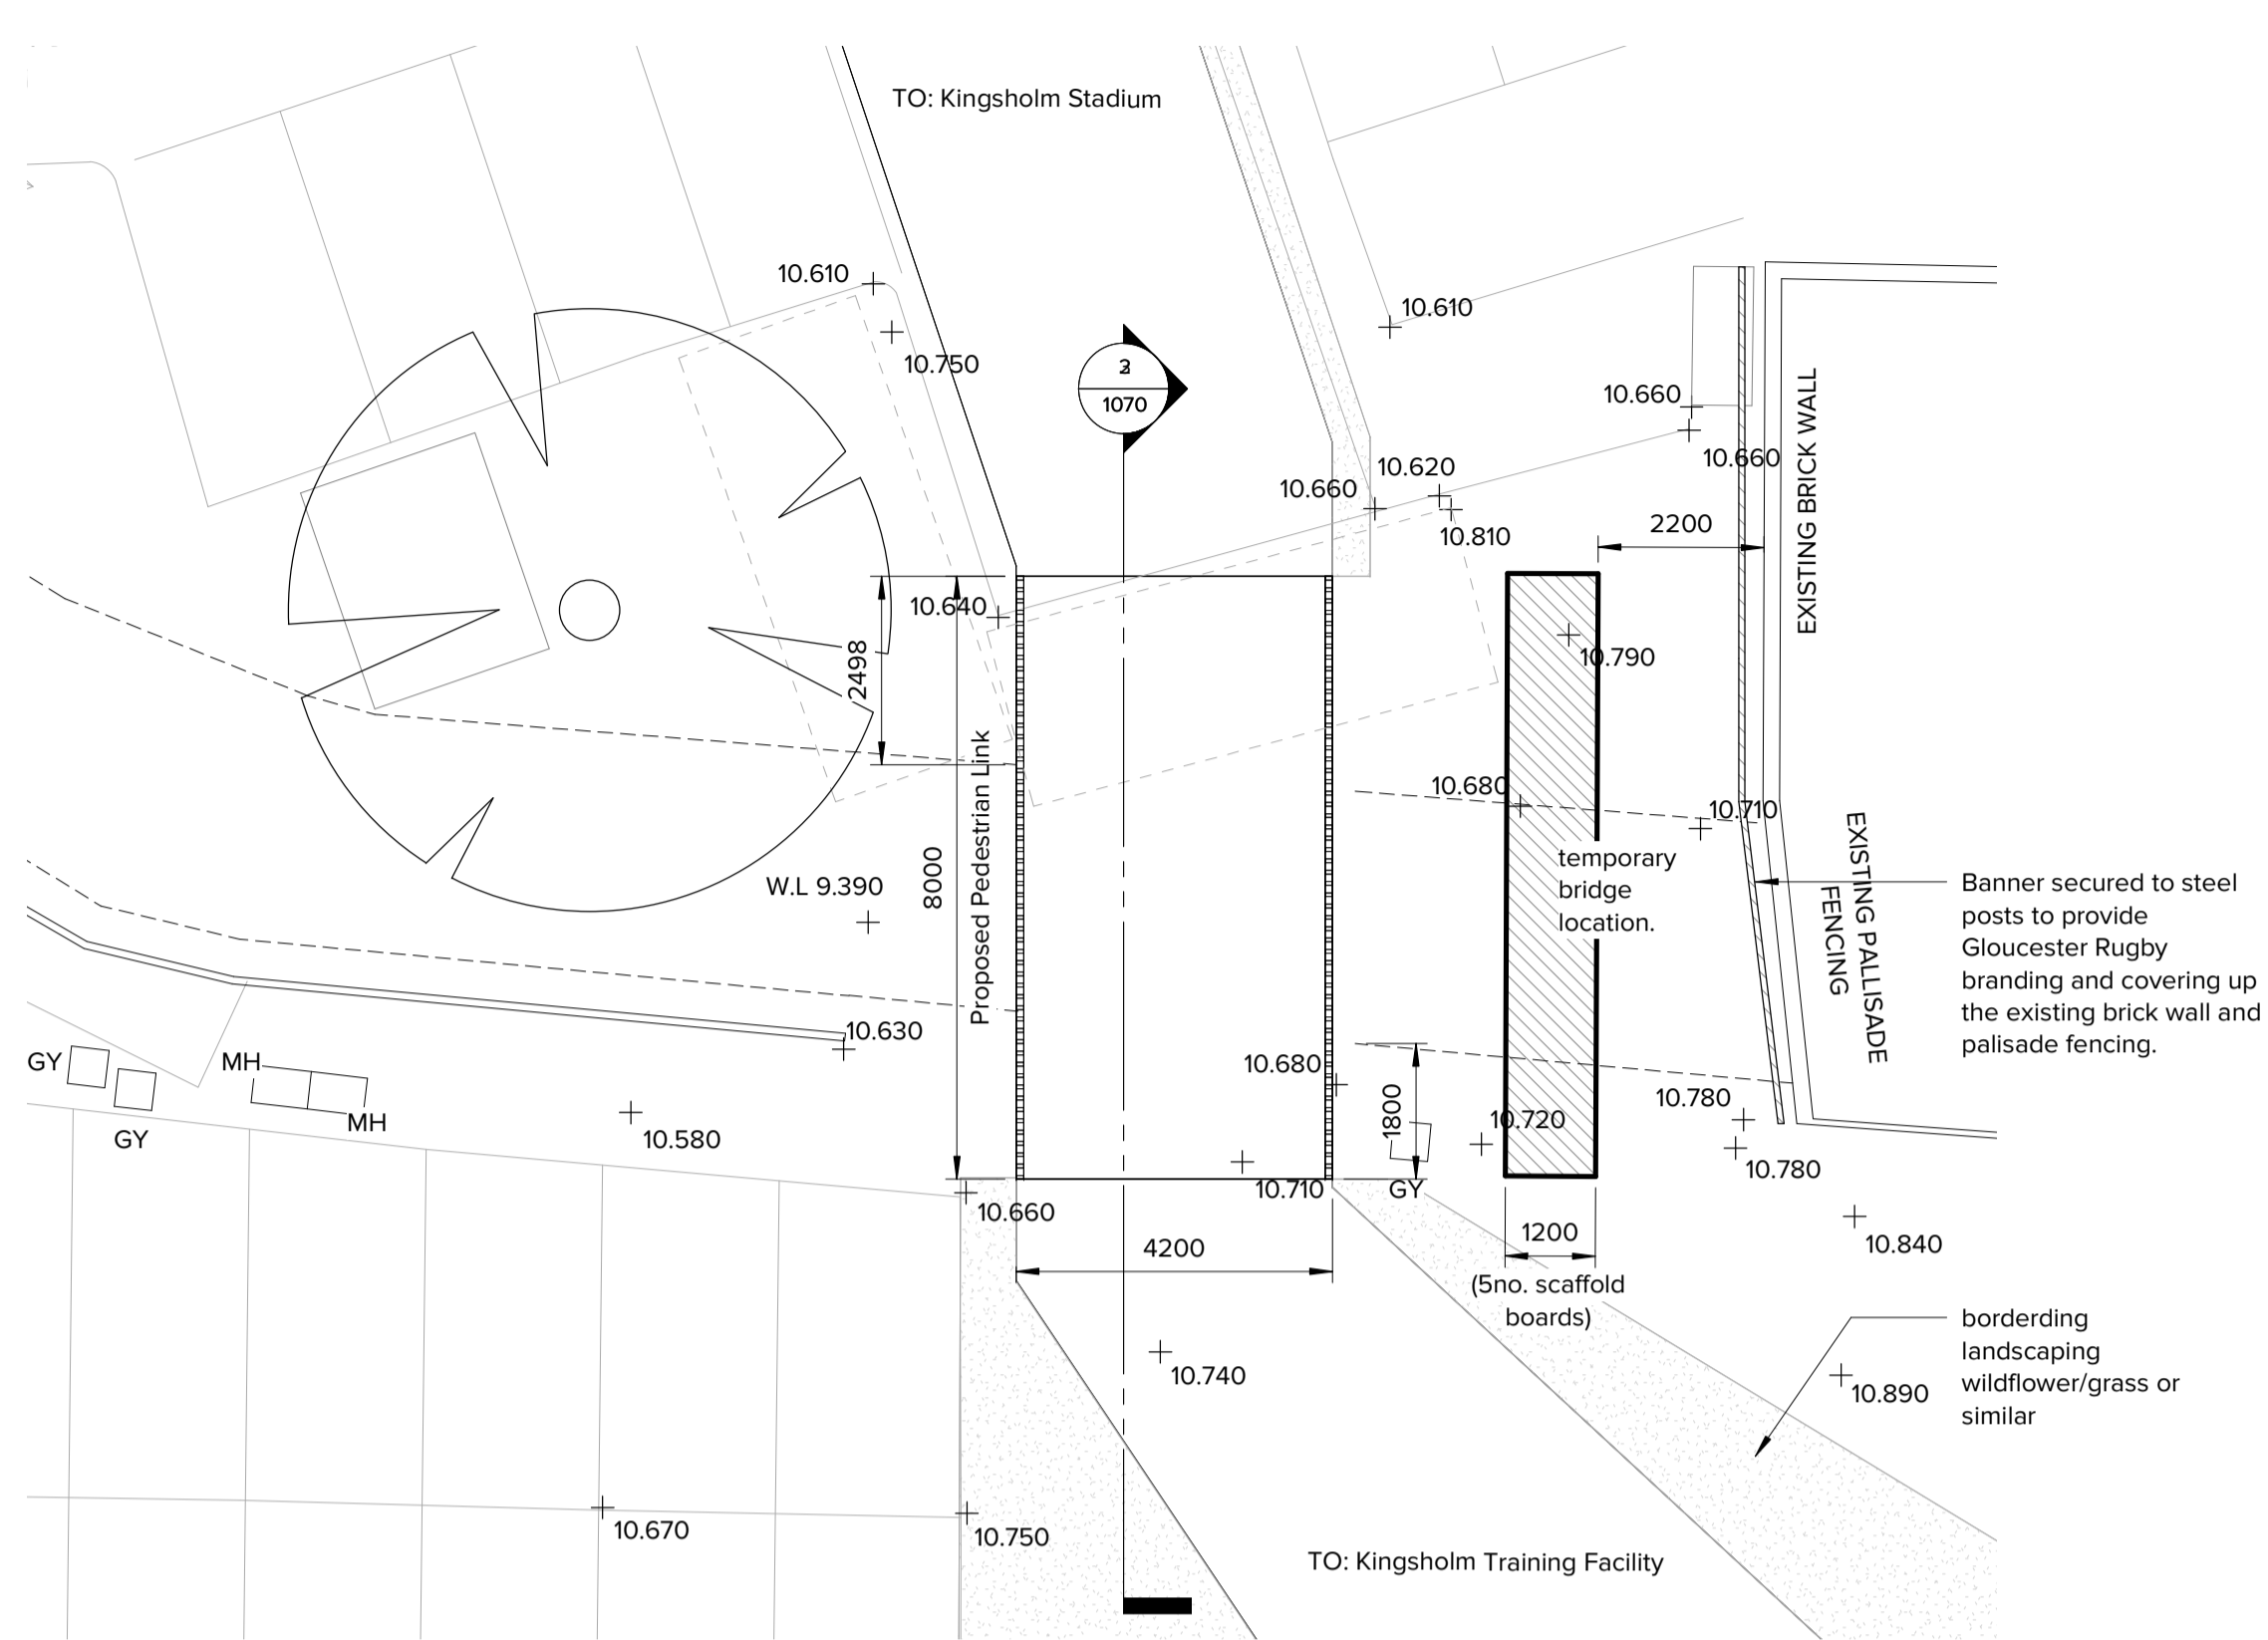 TO: Kingsholm Stadium
10.610
10.750
1070
10.610
10.660
10.660
10.620
10.660
10.810
2200
EXISTING BRICK WALL
10.640
2498
10.790
Proposed Pedestrian Link
8000
10.680
10.710
temporary
bridge
location.
W.L 9.390
EXISTING PALLISADE
FENCING
Banner secured to steel
posts to provide
Gloucester Rugby
branding and covering up
the existing brick wall and
palisade fencing.
10.630
GY
MH
GY
MH
10.580
10.680
1800
10.720
GY
10.780
10.780
10.660
10.710
4200
1200
(5no. scaffold
boards)
10.840
borderding
landscaping
wildflower/grass or
similar
10.740
10.890
10.670
10.750
TO: Kingsholm Training Facility